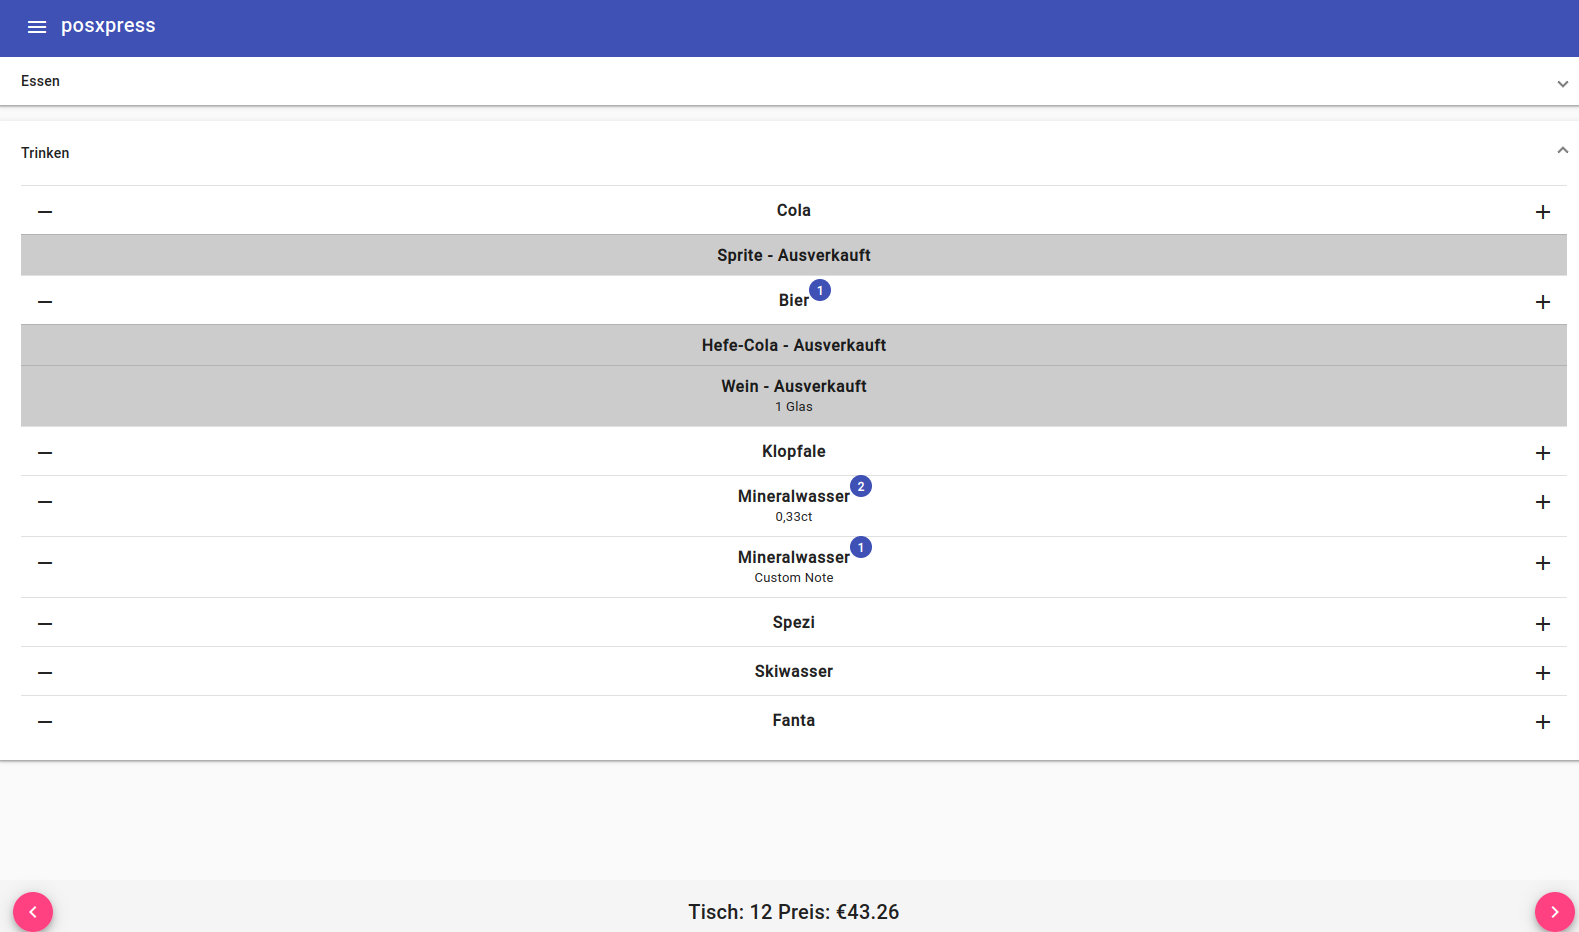 posxpress
Essen
Trinken
Cola
Sprite - Ausverkauft
Bier 1
Hefe-Cola - Ausverkauft
Wein - Ausverkauft
1 Glas
Klopfale
Mineralwasser 2
0,33ct
Mineralwasser 1
Custom Note
Spezi
Skiwasser
Fanta
Tisch: 12 Preis: €43.26